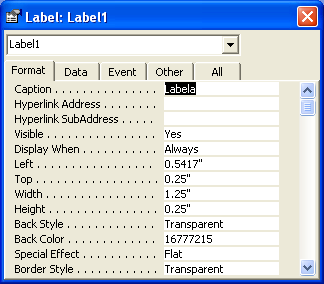 Label: Label1
Label1
Format Data Event Other All
Caption . . . . . . . . . . . . . Labela
Hyperlink Address . . . . . . . .
Hyperlink SubAddress . . . . .
Visible . . . . . . . . . . . . . . Yes
Display When . . . . . . . . . . Always
Left . . . . . . . . . . . . . . . . 0.5417"
Top . . . . . . . . . . . . . . . . 0.25"
Width . . . . . . . . . . . . . . . 1.25"
Height . . . . . . . . . . . . . . 0.25"
Back Style . . . . . . . . . . . . Transparent
Back Color . . . . . . . . . . . . 16777215
Special Effect . . . . . . . . . . Flat
Border Style . . . . . . . . . . . Transparent